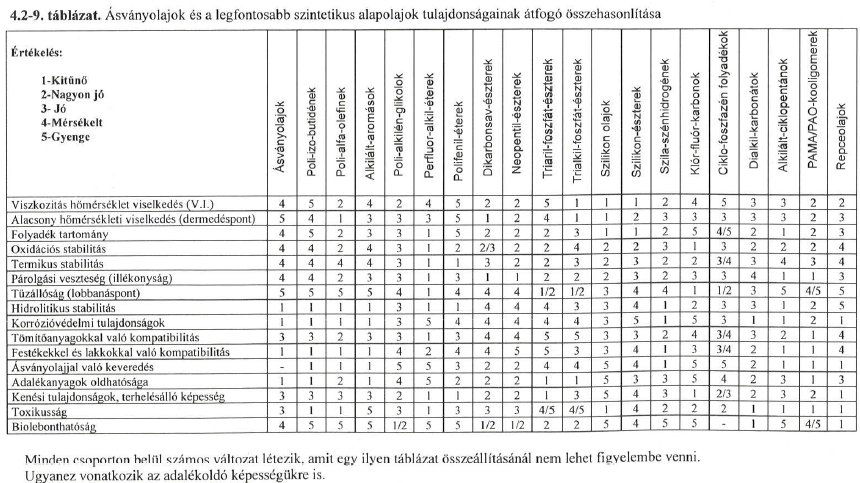 4.2-9. táblázat. Ásványolajok és a legfontosabb szintetikus alapolajok tulajdonságainak átfogó összehasonlítása
Értékelés:
1-Kitűnő
2-Nagyon jó
3- Jó
4-Mérsékelt
5-Gyenge
Ásványolajok
Poli-izo-butidének
Poli-alfa-olefinek
Alkilált-aromások
Poli-alkilén-glikolok
Perfluor-alkil-éterek
Polifenil-éterek
Dikarbonsav-észterek
Neopentil-észterek
Triaril-foszfát-észterek
Trialkil-foszfát-észterek
Szilikon olajok
Szilikon-észterek
Szila-szénhidrogének
Klór-fluór-karbonok
Ciklo-foszfazén folyadékok
Dialkil-karbonátok
Alkilált-ciklopentánok
PAMA/PAO-kooligomerek
Repceolajok
Viszkozitás hőmérséklet viselkedés (V.I.) 4 5 2 4 2 4 5 2 2 5 1 1 1 2 4 5 3 3 2 2
Alacsony hőmérsékleti viselkedés (dermedéspont) 5 4 1 3 3 3 5 1 2 4 1 1 2 3 3 3 3 3 2 3
Folyadék tartomány 4 5 2 3 3 1 5 2 2 2 3 1 1 2 5 4/5 2 1 2 3
Oxidációs stabilitás 4 4 2 4 3 1 2 2/3 2 2 4 2 2 3 1 2 3 2 2 4
Termikus stabilitás 4 4 4 4 3 1 1 3 2 2 3 2 3 2 2 3/4 3 4 3 4
Párolgási veszteség (illékonyság) 4 4 2 3 3 1 3 1 1 2 2 2 3 2 3 3 4 1 1 3
Tűzállóság (lobbanáspont) 5 5 5 5 4 1 4 4 4 1/2 1/2 3 4 4 1 1/2 3 5 4/5 5
Hidrolitikus stabilitás 1 1 1 1 3 1 1 4 4 4 3 3 4 1 2 3 3 1 2 5
Korrózióvédelmi tulajdonságok 1 1 1 1 3 5 4 4 4 4 4 3 5 1 5 3 1 1 2 1
Tömítőanyagokkal való kompatibilitás 3 3 2 3 3 1 3 4 4 5 5 3 3 2 4 3/4 3 2 1 4
Festékekkel és lakkokkal való kompatibilitás 1 1 1 1 4 2 4 4 5 5 5 3 4 1 3 3/4 2 1 1 4
Ásványolajjal való keveredés - 1 1 1 5 5 3 2 2 4 4 5 4 1 5 5 2 1 1 1
Adalékanyagok oldhatósága 1 1 2 1 4 5 2 2 2 1 1 5 3 3 5 4 2 3 1 3
Kenési tulajdonságok, terhelésálló képesség 3 3 3 3 2 1 1 2 2 1 3 5 4 3 1 2/3 2 3 2 1
Toxikusság 3 1 1 5 3 1 3 3 3 4/5 4/5 1 4 2 2 2 1 1 1 1
Biolebonthatóság 4 5 5 5 1/2 5 5 1/2 1/2 2 2 5 4 5 5 - 1 5 4/5 1
Minden csoporton belül számos változat létezik, amit egy ilyen táblázat összeállításánál nem lehet figyelembe venni.
Ugyanez vonatkozik az adalékoldó képességükre is.